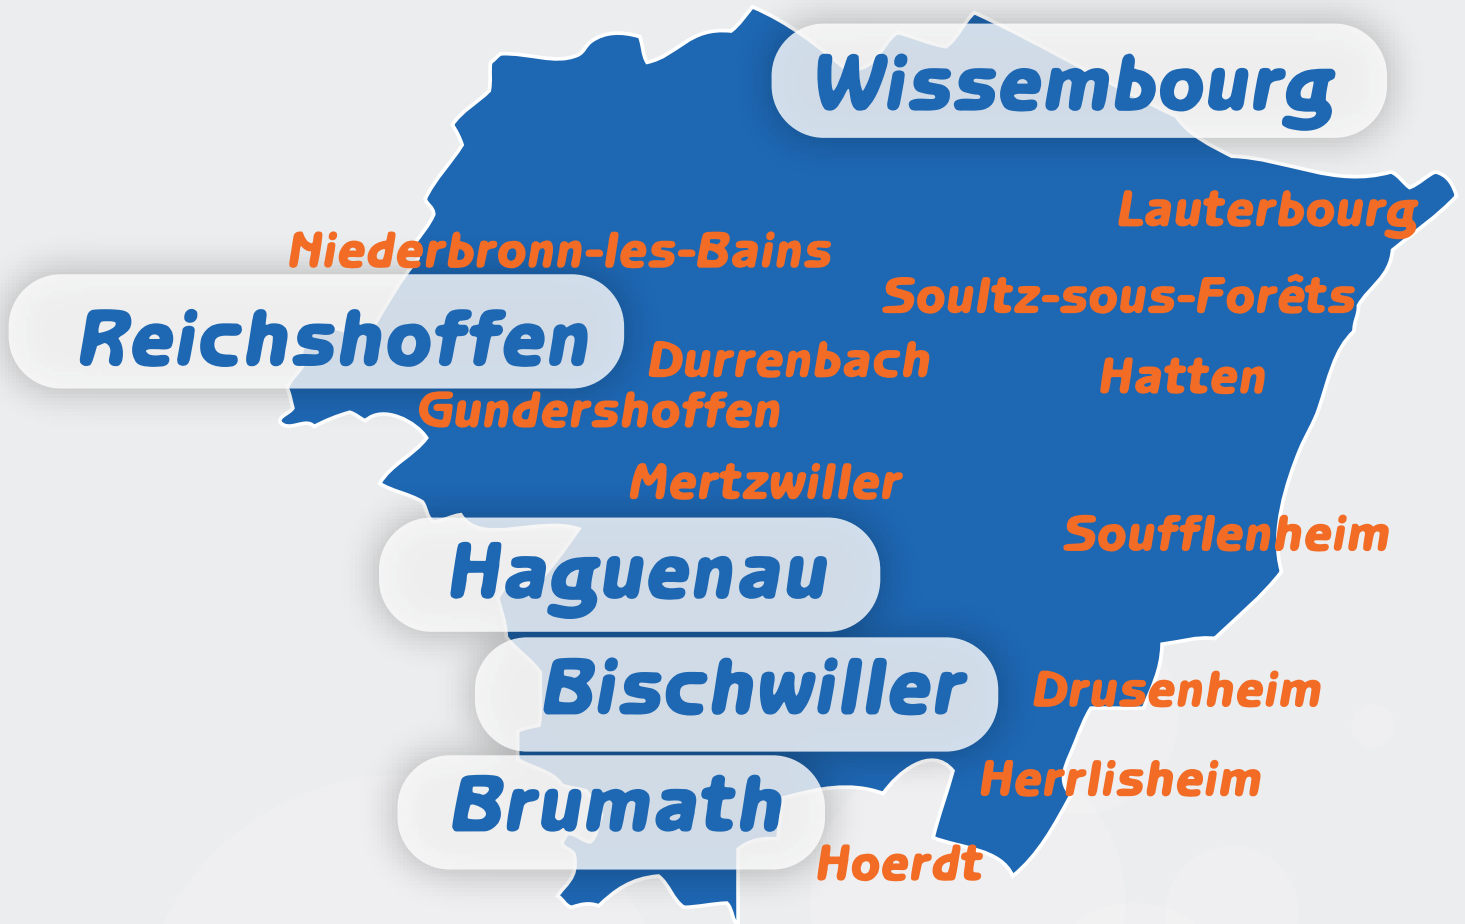 Wissembourg
Lauterbourg
Niederbronn-les-Bains
Soultz-sous-Forêts
Reichshoffen
Durrenbach
Hatten
Gundershoffen
Mertzwiller
Soufflenheim
Haguenau
Bischwiller
Drusenheim
Herrlisheim
Brumath
Hoerdt